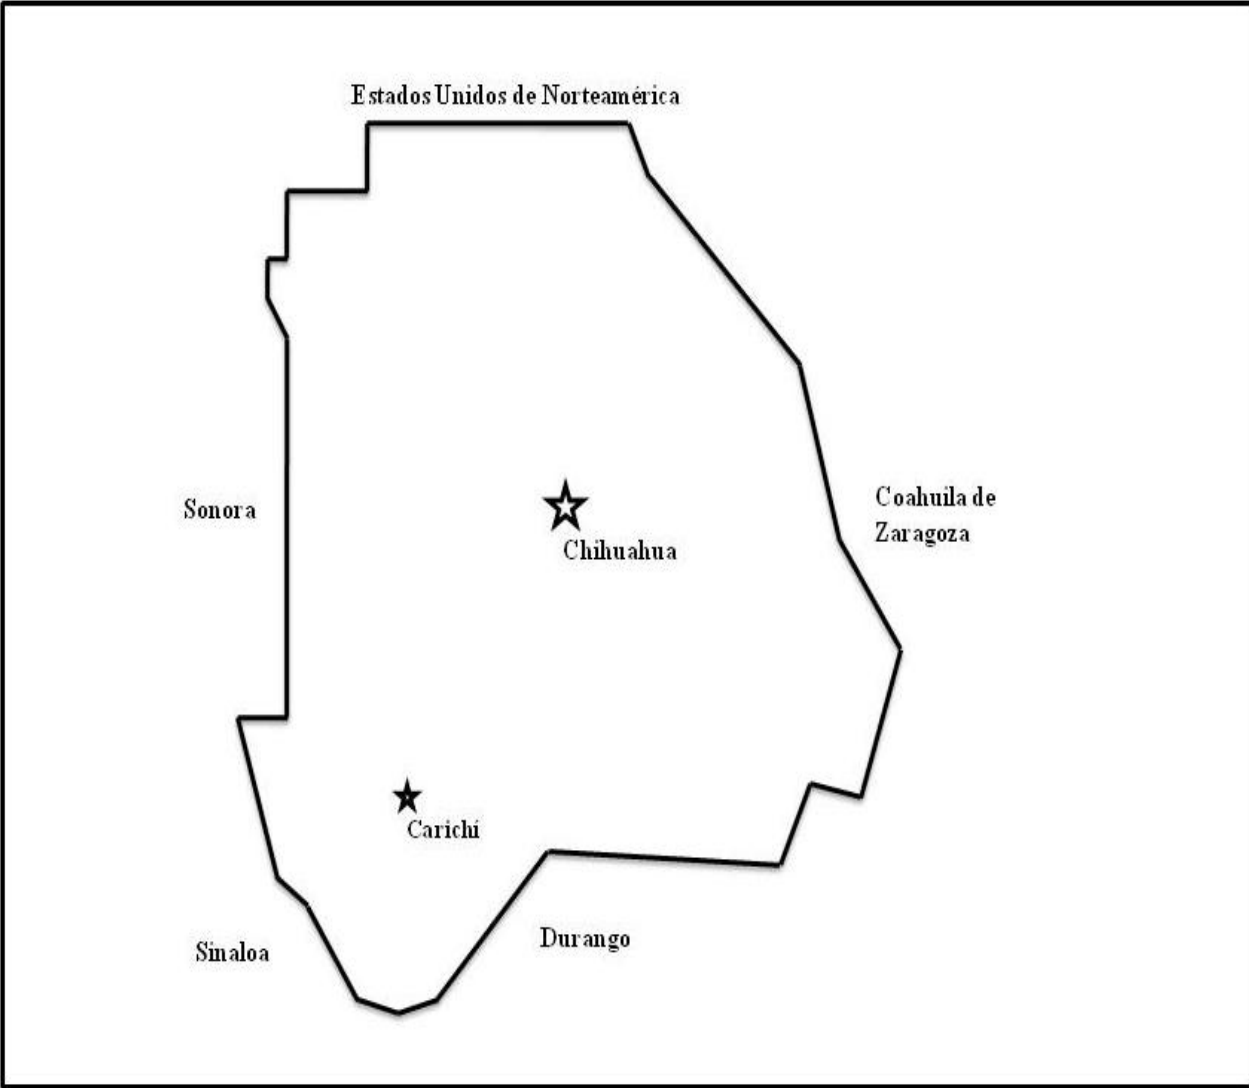 Estados Unidos de Norteamérica
Sonora
Coahuila de
Zaragoza
Chihuahua
Carichí
Sinaloa
Durango